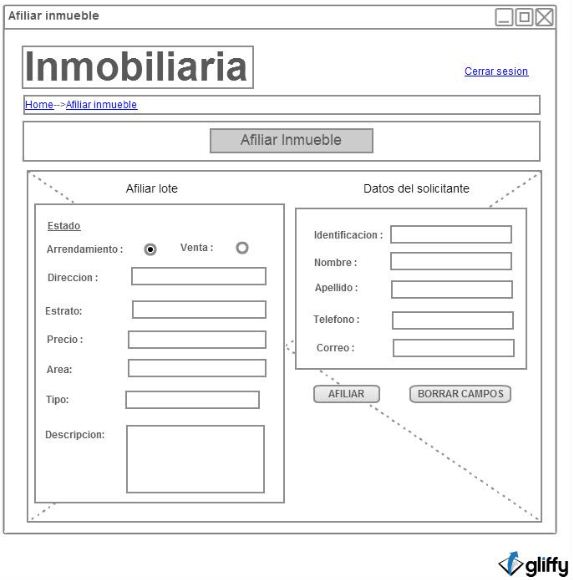 Afiliar inmueble
Inmobiliaria
Cerrar sesion
Home-->Afiliar inmueble
Afiliar Inmueble
Afiliar lote
Estado
Arrendamiento :
Venta :
Direccion :
Estrato:
Precio :
Area:
Tipo:
Descripcion:
Datos del solicitante
Identificacion :
Nombre :
Apellido :
Telefono :
Correo :
AFILIAR
BORRAR CAMPOS
gliffy